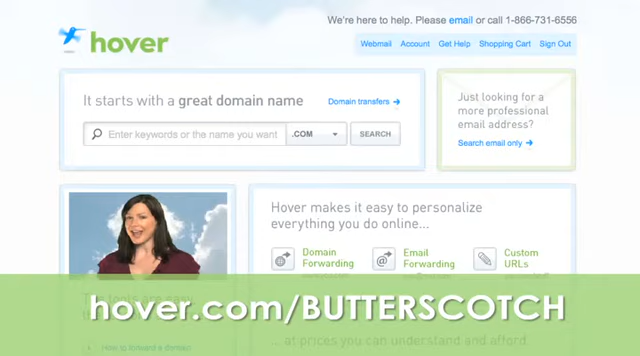 We're here to help. Please email or call 1-866-731-6556
hover
Webmail Account Get Help Shopping Cart Sign Out
It starts with a great domain name
Domain transfers
Enter keywords or the name you want
.COM
SEARCH
Just looking for a
more professional
email address?
Search email only
Hover makes it easy to personalize
everything you do online...
Domain
Forwarding
Email
Forwarding
Custom
URLs
hover.com/BUTTERSCOTCH
How to forward a domain
...at prices you can understand and afford